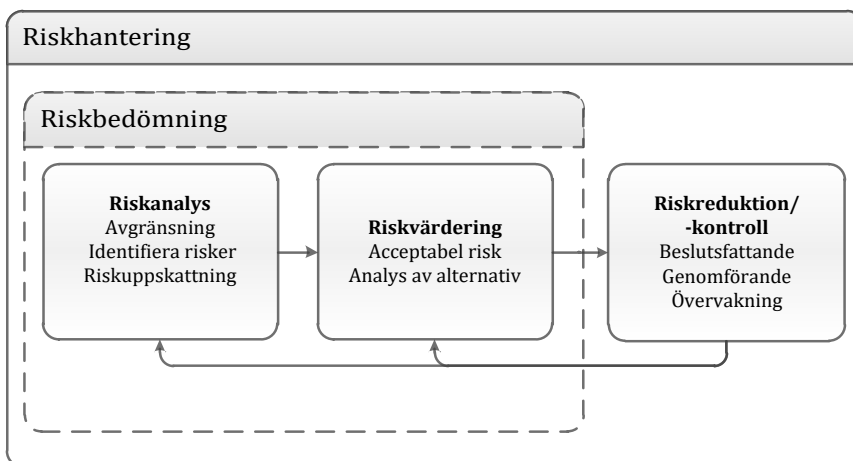 Riskhantering
Riskbedömning
Riskanalys
Avgränsning
Identifiera risker
Riskuppskattning
Riskvärdering
Acceptabel risk
Analys av alternativ
Riskreduktion/
-kontroll
Beslutsfattande
Genomförande
Övervakning